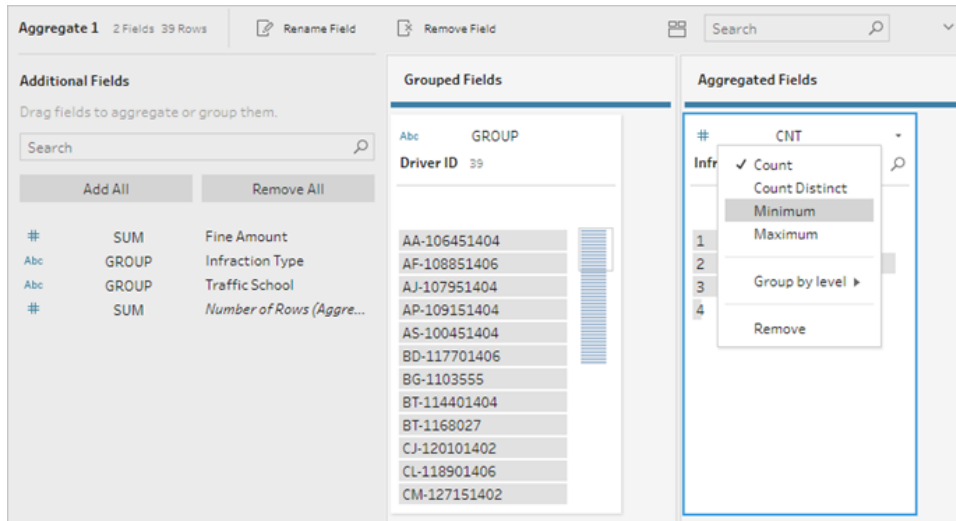 Aggregate 1 2 Fields 39 Rows Rename Field Remove Field Search
Additional Fields
Drag fields to aggregate or group them.
Search
Add All Remove All
# SUM Fine Amount
Abc GROUP Infraction Type
Abc GROUP Traffic School
# SUM Number of Rows (Aggre...
Grouped Fields
Abc GROUP
Driver ID 39
AA-106451404
AF-108851406
AJ-107951404
AP-109151404
AS-100451404
BD-117701406
BG-1103555
BT-114401404
BT-1168027
CJ-120101402
CL-118901406
CM-127151402
Aggregated Fields
# CNT
Infr
1
2
3
4
✓ Count
Count Distinct
Minimum
Maximum
Group by level
Remove